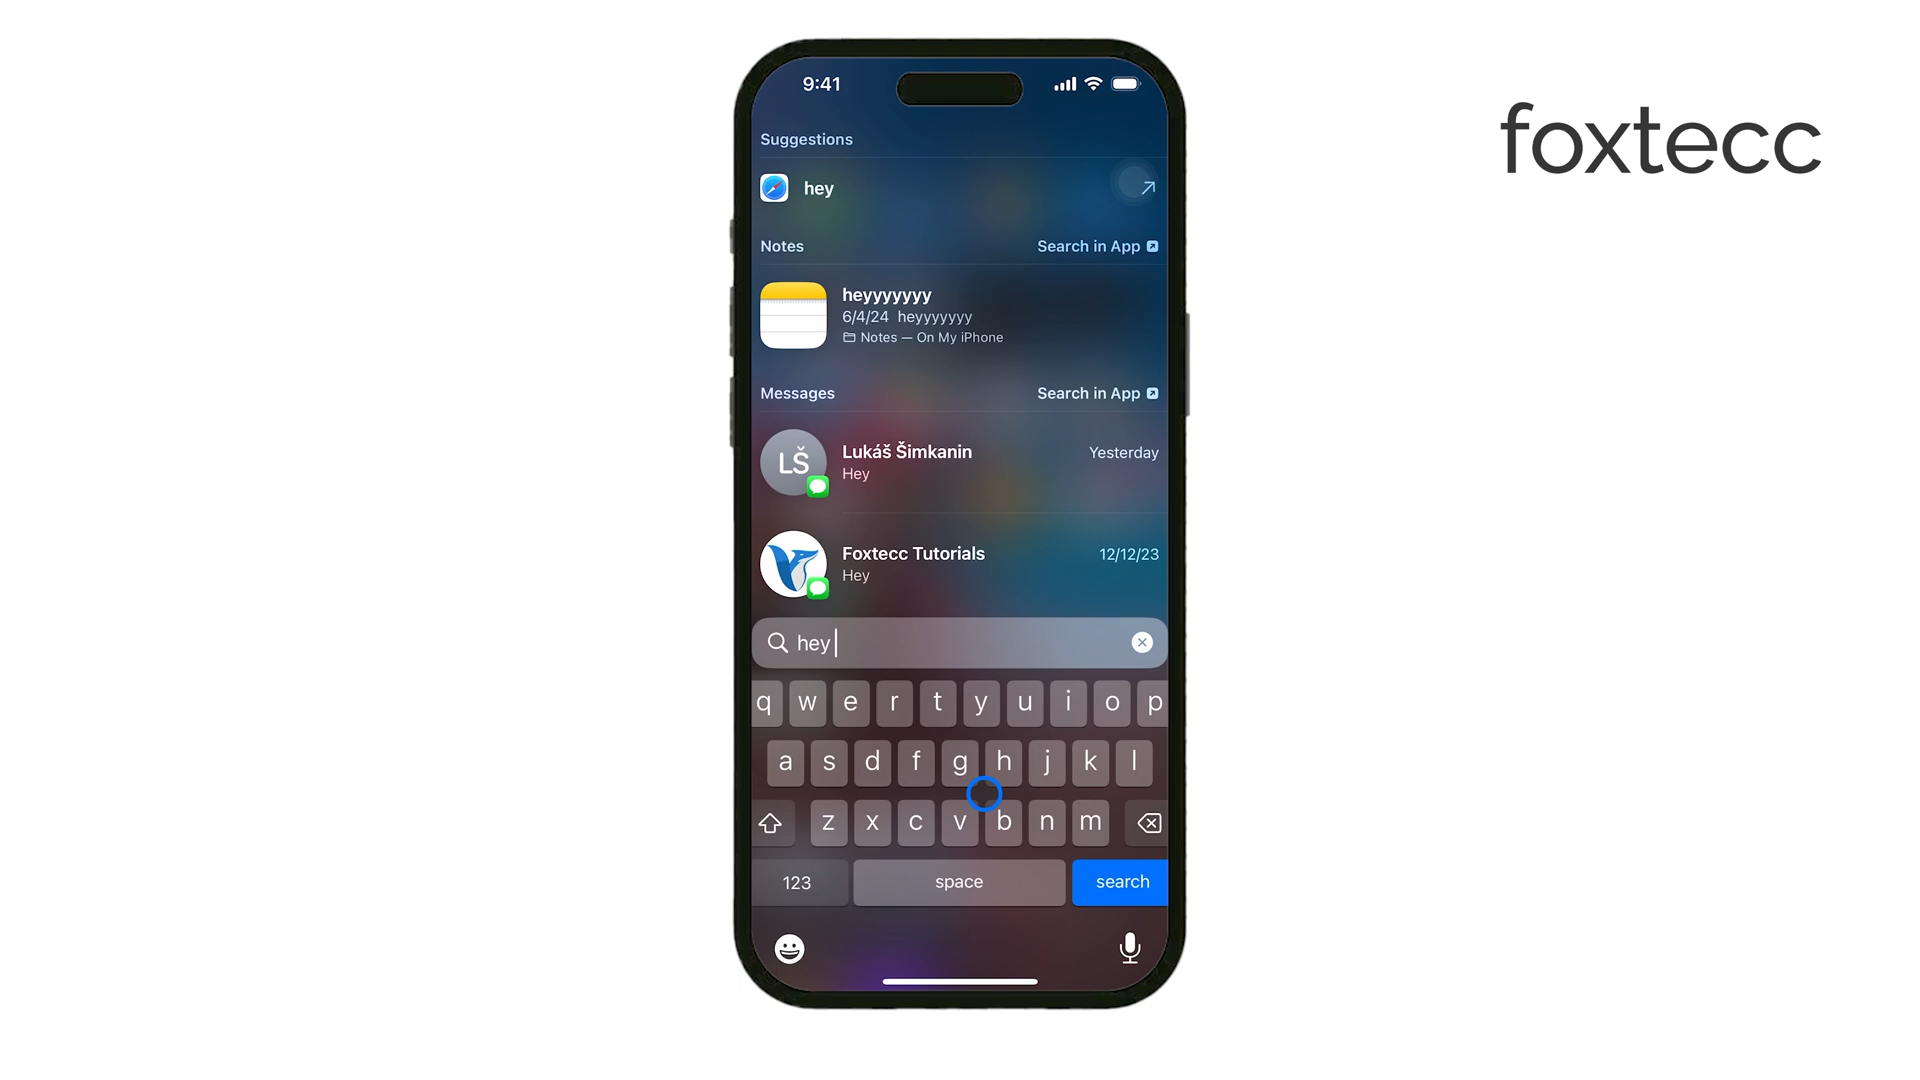 foxtecc
9:41
Suggestions
hey
Notes
Search in App
heyyyyyyy
6/4/24 heyyyyyyy
Notes — On My iPhone
Messages
Search in App
LŠ
Lukáš Šimkanin
Yesterday
Hey
Foxtecc Tutorials
12/12/23
Hey
hey
q w e r t y u i o p
a s d f g h j k l
z x c v b n m
123 space search